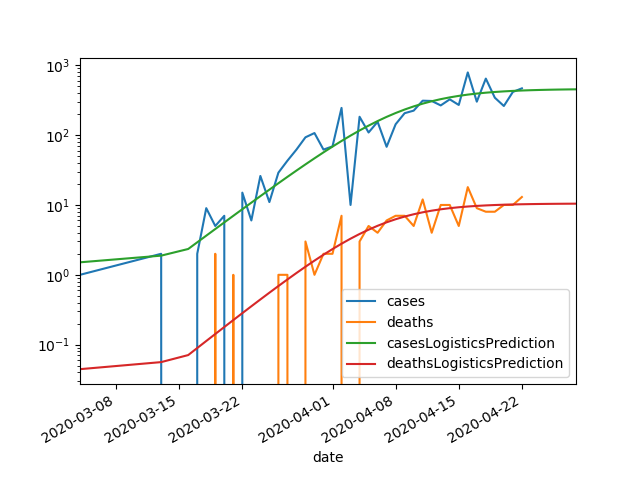 10³
10²
10¹
10⁰
10⁻¹
cases
deaths
casesLogisticsPrediction
deathsLogisticsPrediction
2020-03-08
2020-03-15
2020-03-22
2020-04-01
2020-04-08
2020-04-15
2020-04-22
date